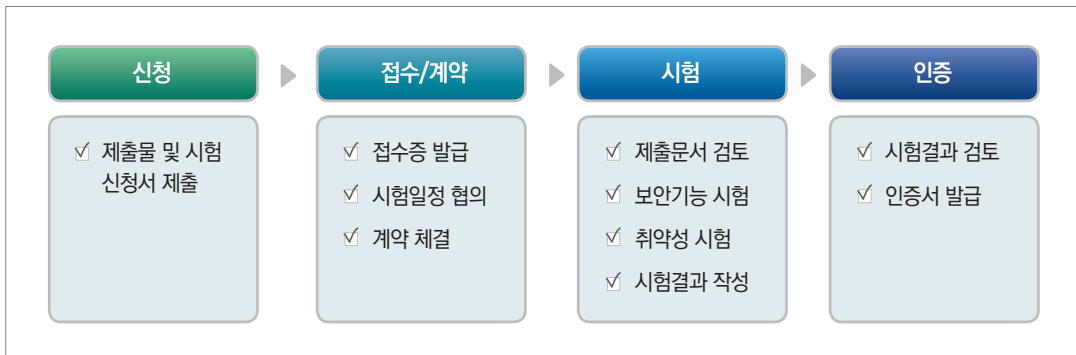 신청
제출물 및 시험
신청서 제출
접수/계약
접수증 발급
시험일정 협의
계약 체결
시험
제출문서 검토
보안기능 시험
취약성 시험
시험결과 작성
인증
시험결과 검토
인증서 발급